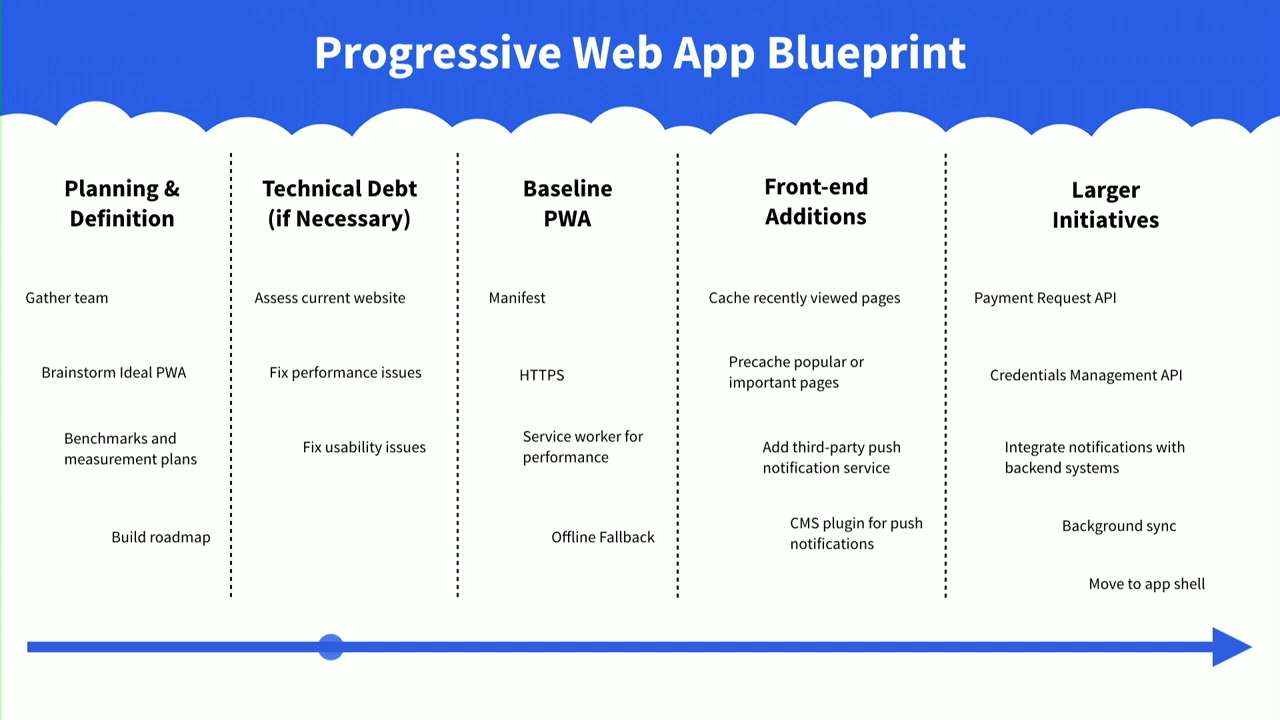 Progressive Web App Blueprint
Planning &
Definition
Gather team
Brainstorm Ideal PWA
Benchmarks and
measurement plans
Build roadmap
Technical Debt
(if Necessary)
Assess current website
Fix performance issues
Fix usability issues
Baseline
PWA
Manifest
HTTPS
Service worker for
performance
Offline Fallback
Front-end
Additions
Cache recently viewed pages
Precache popular or
important pages
Add third-party push
notification service
CMS plugin for push
notifications
Larger
Initiatives
Payment Request API
Credentials Management API
Integrate notifications with
backend systems
Background sync
Move to app shell